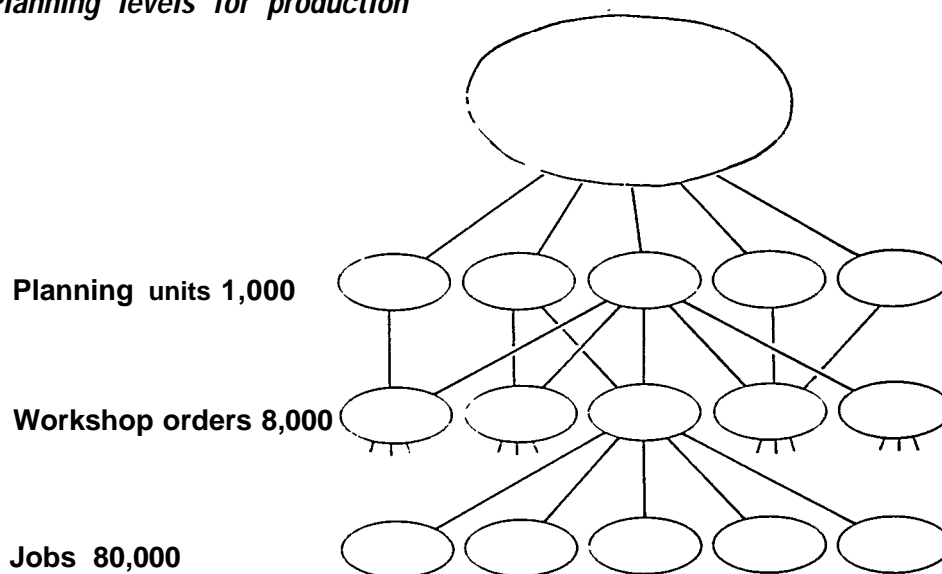 Planning levels for production
Planning units 1,000
Workshop orders 8,000
Jobs 80,000